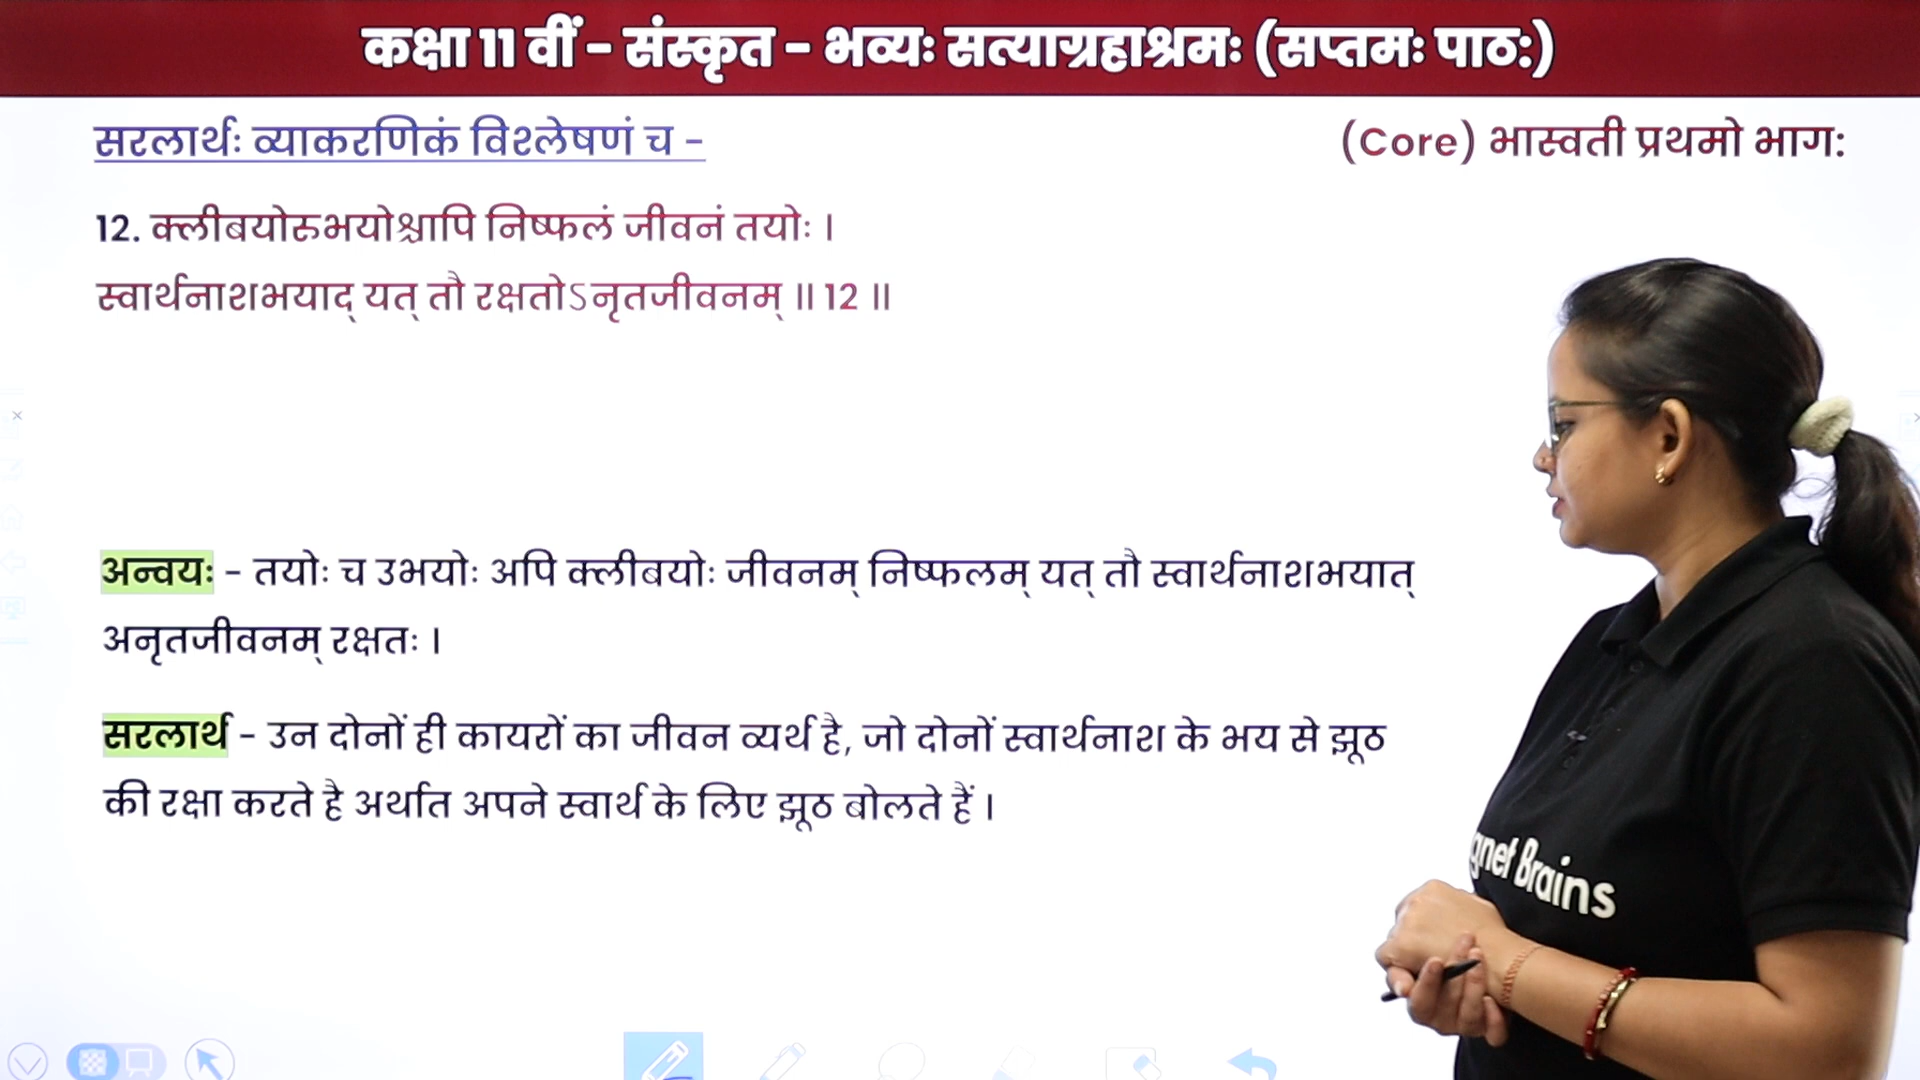 कक्षा 11 वीं - संस्कृत - भव्यः सत्याग्रहाश्रमः (सप्तमः पाठः)
सरलार्थः व्याकरणिकं विश्लेषणं च -
(Core) भास्वती प्रथमो भागः
12. क्लीबयोरुभयोश्चापि निष्फलं जीवनं तयोः ।
स्वार्थनाशभयाद् यत् तौ रक्षतोऽनृतजीवनम् ॥ 12 ॥
अन्वयः - तयोः च उभयोः अपि क्लीबयोः जीवनम् निष्फलम् यत् तौ स्वार्थनाशभयात्
अनृतजीवनम् रक्षतः ।
सरलार्थ - उन दोनों ही कायरों का जीवन व्यर्थ है, जो दोनों स्वार्थनाश के भय से झूठ
की रक्षा करते है अर्थात अपने स्वार्थ के लिए झूठ बोलते हैं ।
gnet Brains